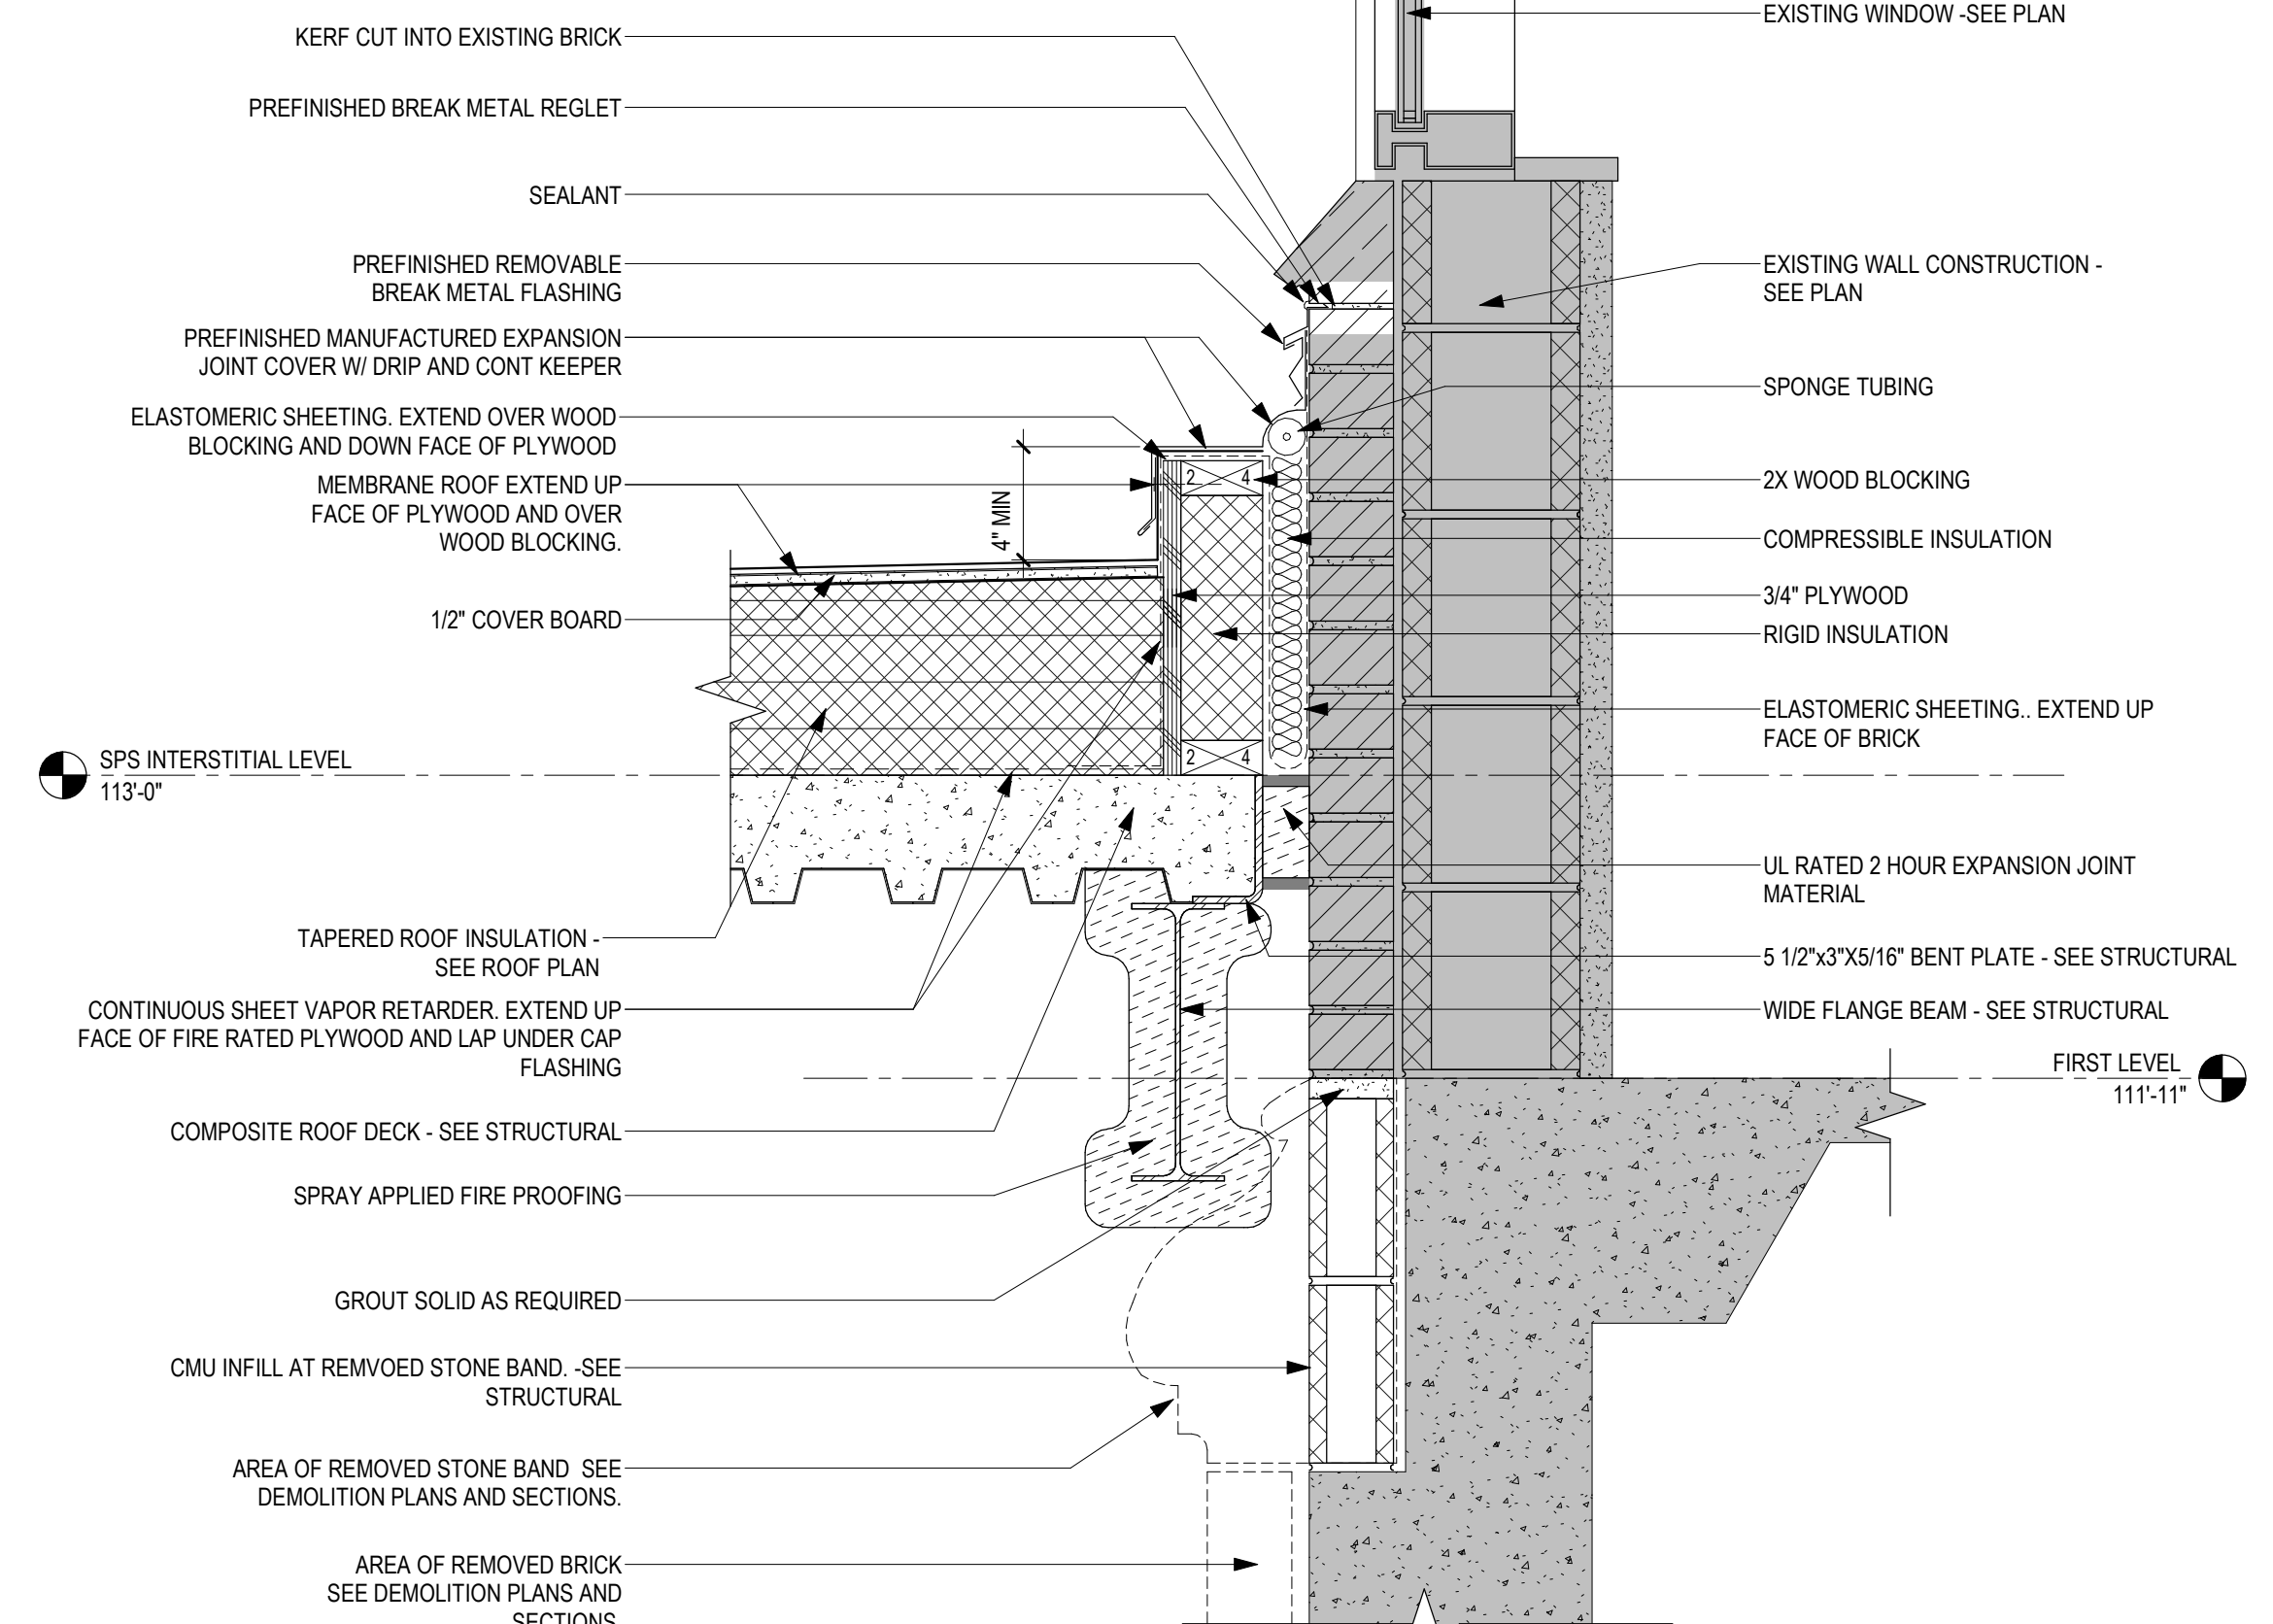 KERF CUT INTO EXISTING BRICK
PREFINISHED BREAK METAL REGLET
SEALANT
PREFINISHED REMOVABLE
BREAK METAL FLASHING
PREFINISHED MANUFACTURED EXPANSION
JOINT COVER W/ DRIP AND CONT KEEPER
ELASTOMERIC SHEETING. EXTEND OVER WOOD
BLOCKING AND DOWN FACE OF PLYWOOD
MEMBRANE ROOF EXTEND UP
FACE OF PLYWOOD AND OVER
WOOD BLOCKING.
1/2" COVER BOARD
SPS INTERSTITIAL LEVEL
113'-0"
TAPERED ROOF INSULATION -
SEE ROOF PLAN
CONTINUOUS SHEET VAPOR RETARDER. EXTEND UP
FACE OF FIRE RATED PLYWOOD AND LAP UNDER CAP
FLASHING
COMPOSITE ROOF DECK - SEE STRUCTURAL
SPRAY APPLIED FIRE PROOFING
GROUT SOLID AS REQUIRED
CMU INFILL AT REMVOED STONE BAND. -SEE
STRUCTURAL
AREA OF REMOVED STONE BAND  SEE
DEMOLITION PLANS AND SECTIONS.
AREA OF REMOVED BRICK
SEE DEMOLITION PLANS AND
SECTIONS.
4" MIN
2 4
2 4
EXISTING WINDOW -SEE PLAN
EXISTING WALL CONSTRUCTION -
SEE PLAN
SPONGE TUBING
2X WOOD BLOCKING
COMPRESSIBLE INSULATION
3/4" PLYWOOD
RIGID INSULATION
ELASTOMERIC SHEETING.. EXTEND UP
FACE OF BRICK
UL RATED 2 HOUR EXPANSION JOINT
MATERIAL
5 1/2"x3"X5/16" BENT PLATE - SEE STRUCTURAL
WIDE FLANGE BEAM - SEE STRUCTURAL
FIRST LEVEL
111'-11"